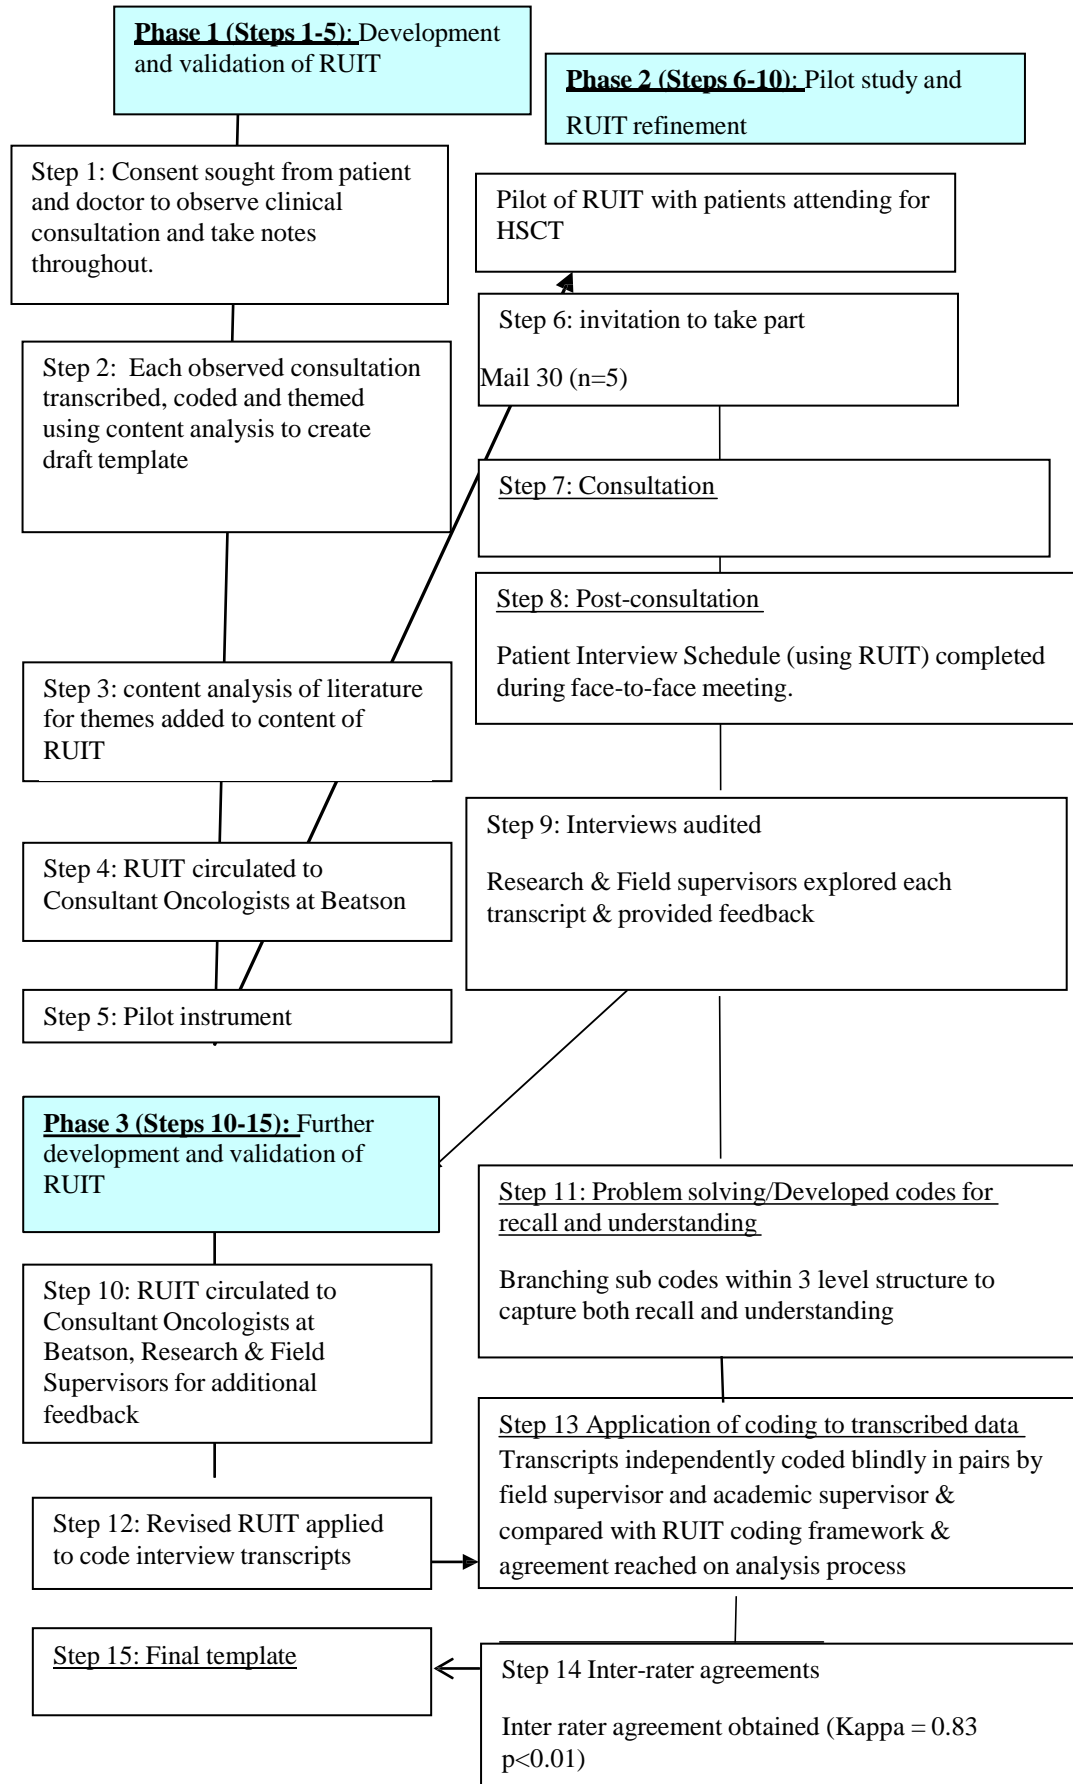 Phase 1 (Steps 1-5): Development
and validation of RUIT
Phase 2 (Steps 6-10): Pilot study and
RUIT refinement
Step 1: Consent sought from patient
and doctor to observe clinical
consultation and take notes
throughout.
Pilot of RUIT with patients attending for
HSCT
Step 6: invitation to take part
Mail 30 (n=5)
Step 2:  Each observed consultation
transcribed, coded and themed
using content analysis to create
draft template
Step 7: Consultation
Step 8: Post-consultation
Patient Interview Schedule (using RUIT) completed
during face-to-face meeting.
Step 3: content analysis of literature
for themes added to content of
RUIT
Step 9: Interviews audited
Research & Field supervisors explored each
transcript & provided feedback
Step 4: RUIT circulated to
Consultant Oncologists at Beatson
Step 5: Pilot instrument
Phase 3 (Steps 10-15): Further
development and validation of
RUIT
Step 11: Problem solving/Developed codes for
recall and understanding
Branching sub codes within 3 level structure to
capture both recall and understanding
Step 10: RUIT circulated to
Consultant Oncologists at
Beatson, Research & Field
Supervisors for additional
feedback
Step 13 Application of coding to transcribed data
Transcripts independently coded blindly in pairs by
field supervisor and academic supervisor &
compared with RUIT coding framework &
agreement reached on analysis process
Step 12: Revised RUIT applied
to code interview transcripts
Step 15: Final template
Step 14 Inter-rater agreements
Inter rater agreement obtained (Kappa = 0.83
p<0.01)